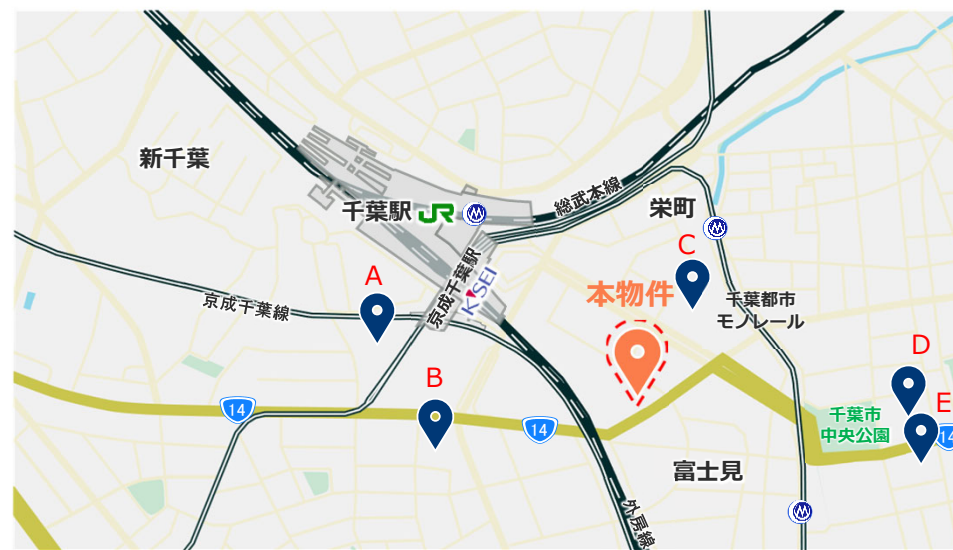 新千葉
千葉駅 JR
総武本線
栄町
C
京成千葉駅
KEISEI
A
京成千葉線
本物件
千葉都市
モノレール
D
B
14
14
千葉市
中央公園
E
14
富士見
外房線